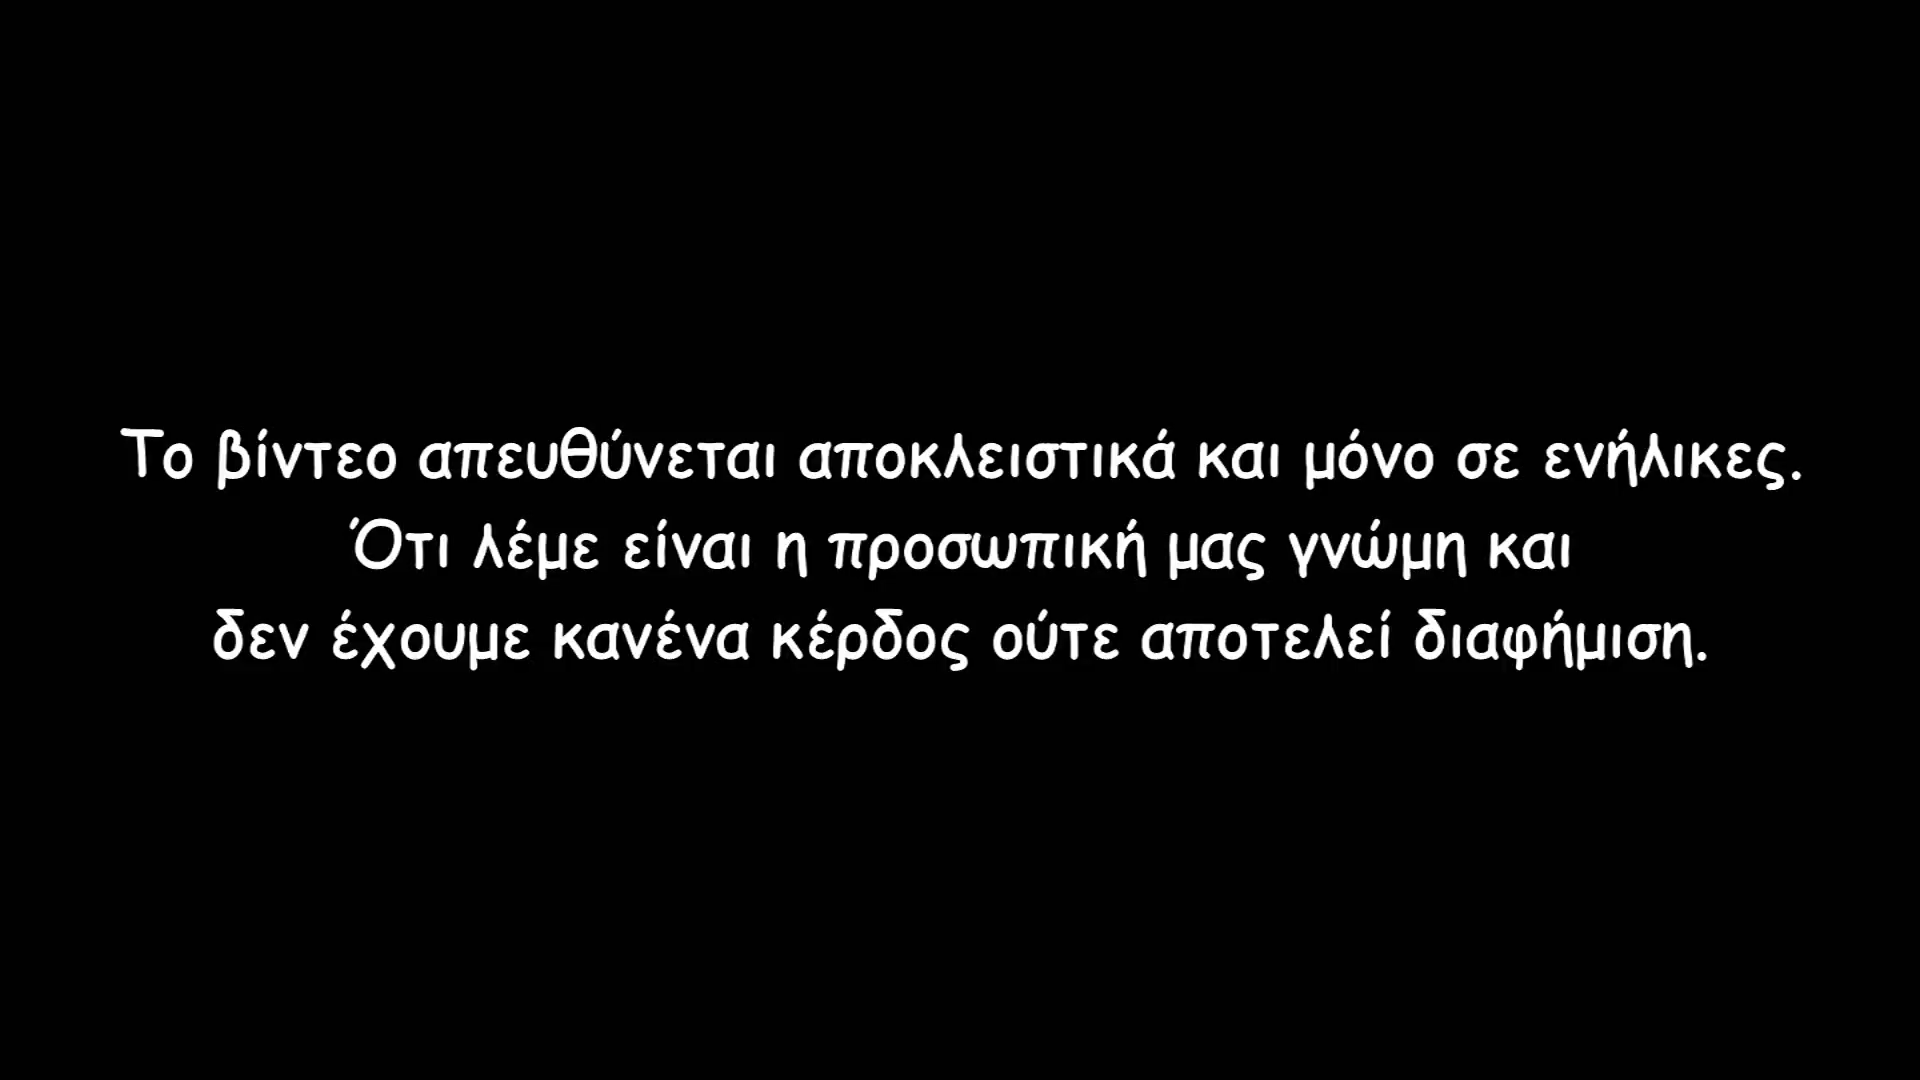 Το βίντεο απευθύνεται αποκλειστικά και μόνο σε ενήλικες.
Ότι λέμε είναι η προσωπική μας γνώμη και
δεν έχουμε κανένα κέρδος ούτε αποτελεί διαφήμιση.